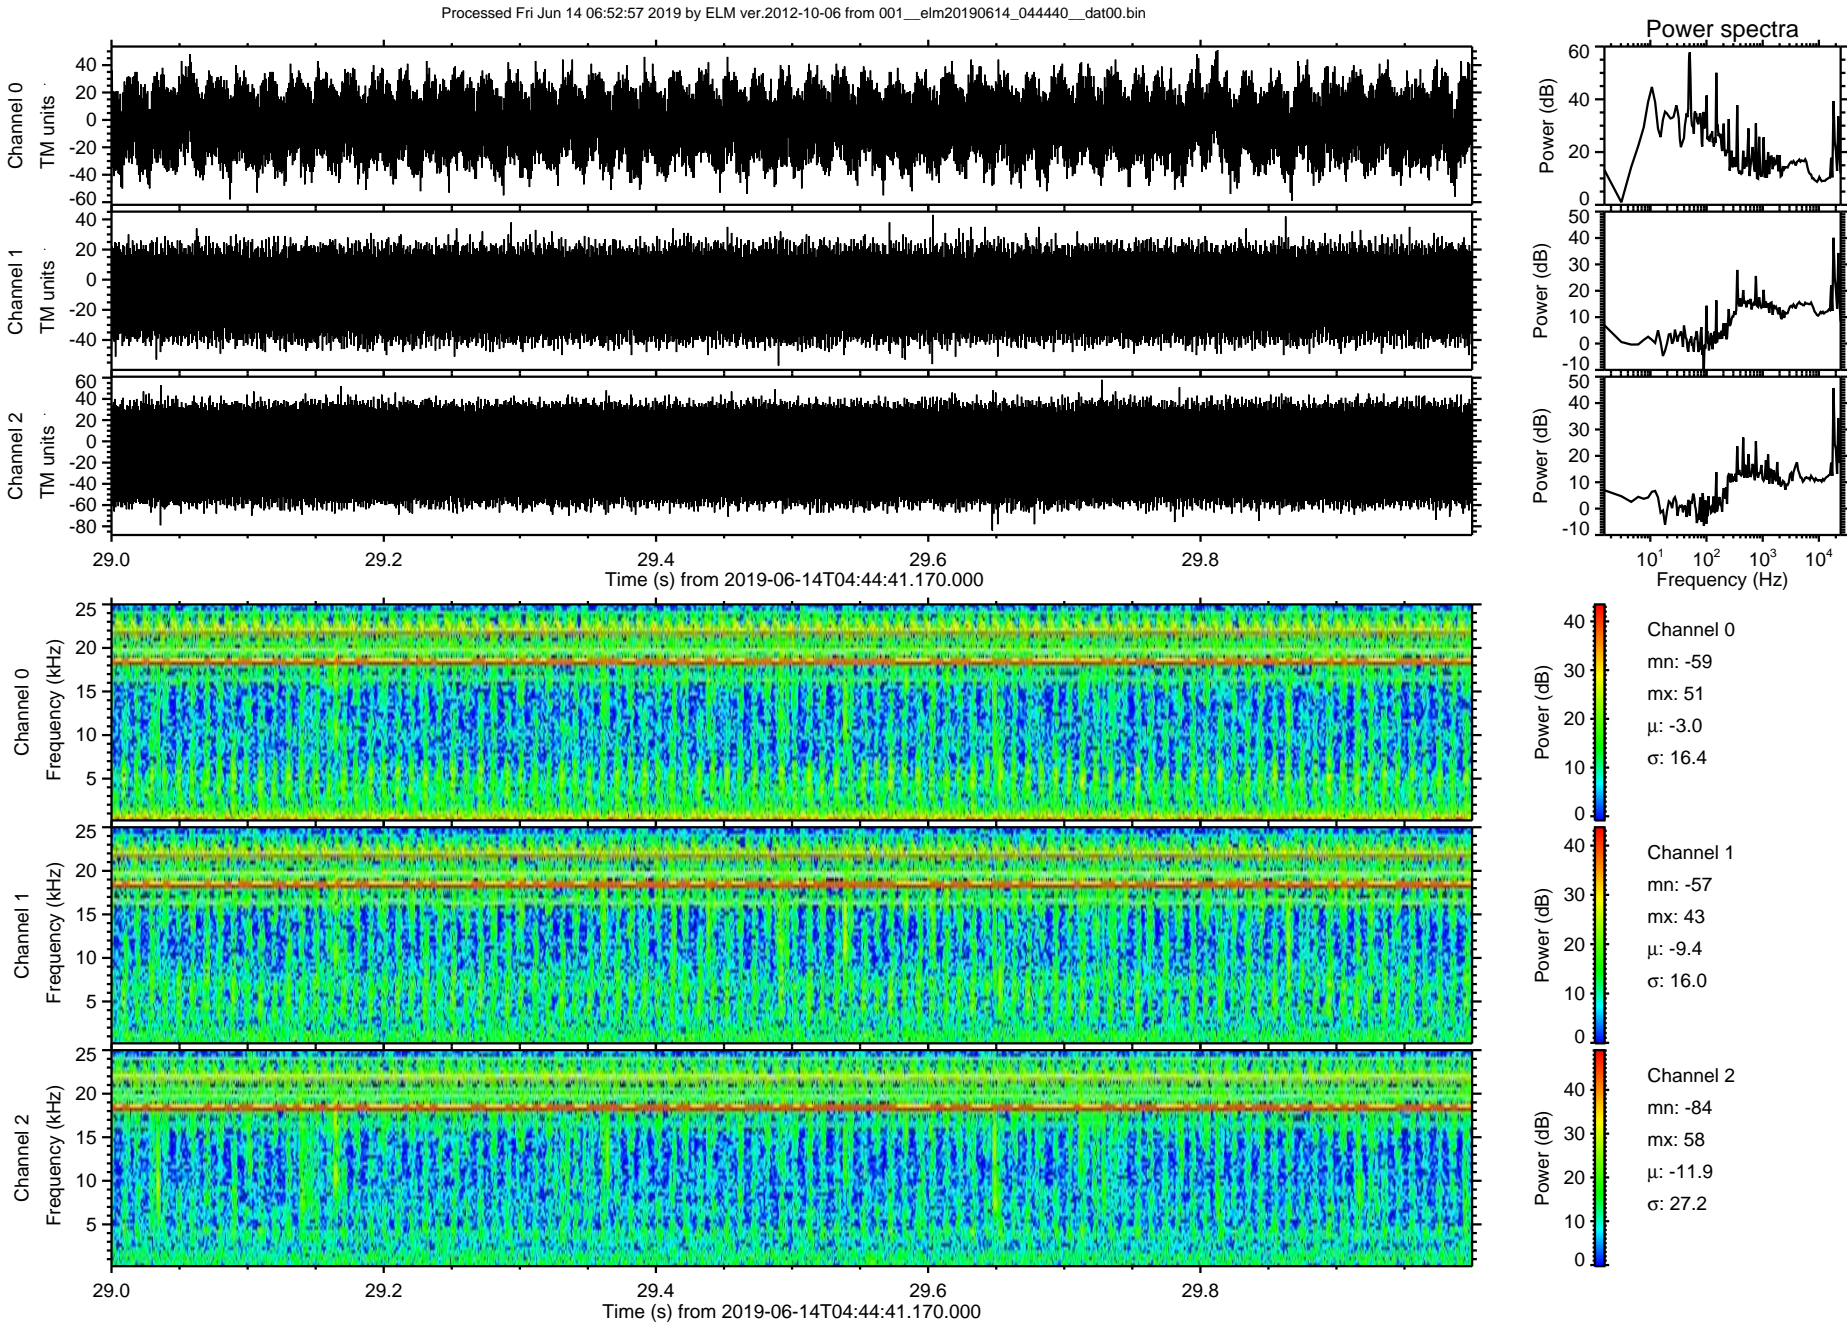 Processed Fri Jun 14 06:52:57 2019 by ELM ver.2012-10-06 from 001__elm20190614_044440__dat00.bin
Power spectra
Channel 0
TM units
40
20
0
-20
-40
-60
Power (dB)
60
40
20
0
Channel 1
TM units
40
20
0
-20
-40
Power (dB)
50
40
30
20
10
0
-10
Channel 2
TM units
60
40
20
0
-20
-40
-60
-80
Power (dB)
50
40
30
20
10
0
-10
29.0 29.2 29.4 29.6 29.8
Time (s) from 2019-06-14T04:44:41.170.000
10^1 10^2 10^3 10^4
Frequency (Hz)
Channel 0
Frequency (kHz)
25
20
15
10
5
Power (dB)
40
30
20
10
0
Channel 0
mn: -59
mx: 51
μ: -3.0
σ: 16.4
Channel 1
Frequency (kHz)
25
20
15
10
5
Power (dB)
40
30
20
10
0
Channel 1
mn: -57
mx: 43
μ: -9.4
σ: 16.0
Channel 2
Frequency (kHz)
25
20
15
10
5
Power (dB)
40
30
20
10
0
Channel 2
mn: -84
mx: 58
μ: -11.9
σ: 27.2
29.0 29.2 29.4 29.6 29.8
Time (s) from 2019-06-14T04:44:41.170.000